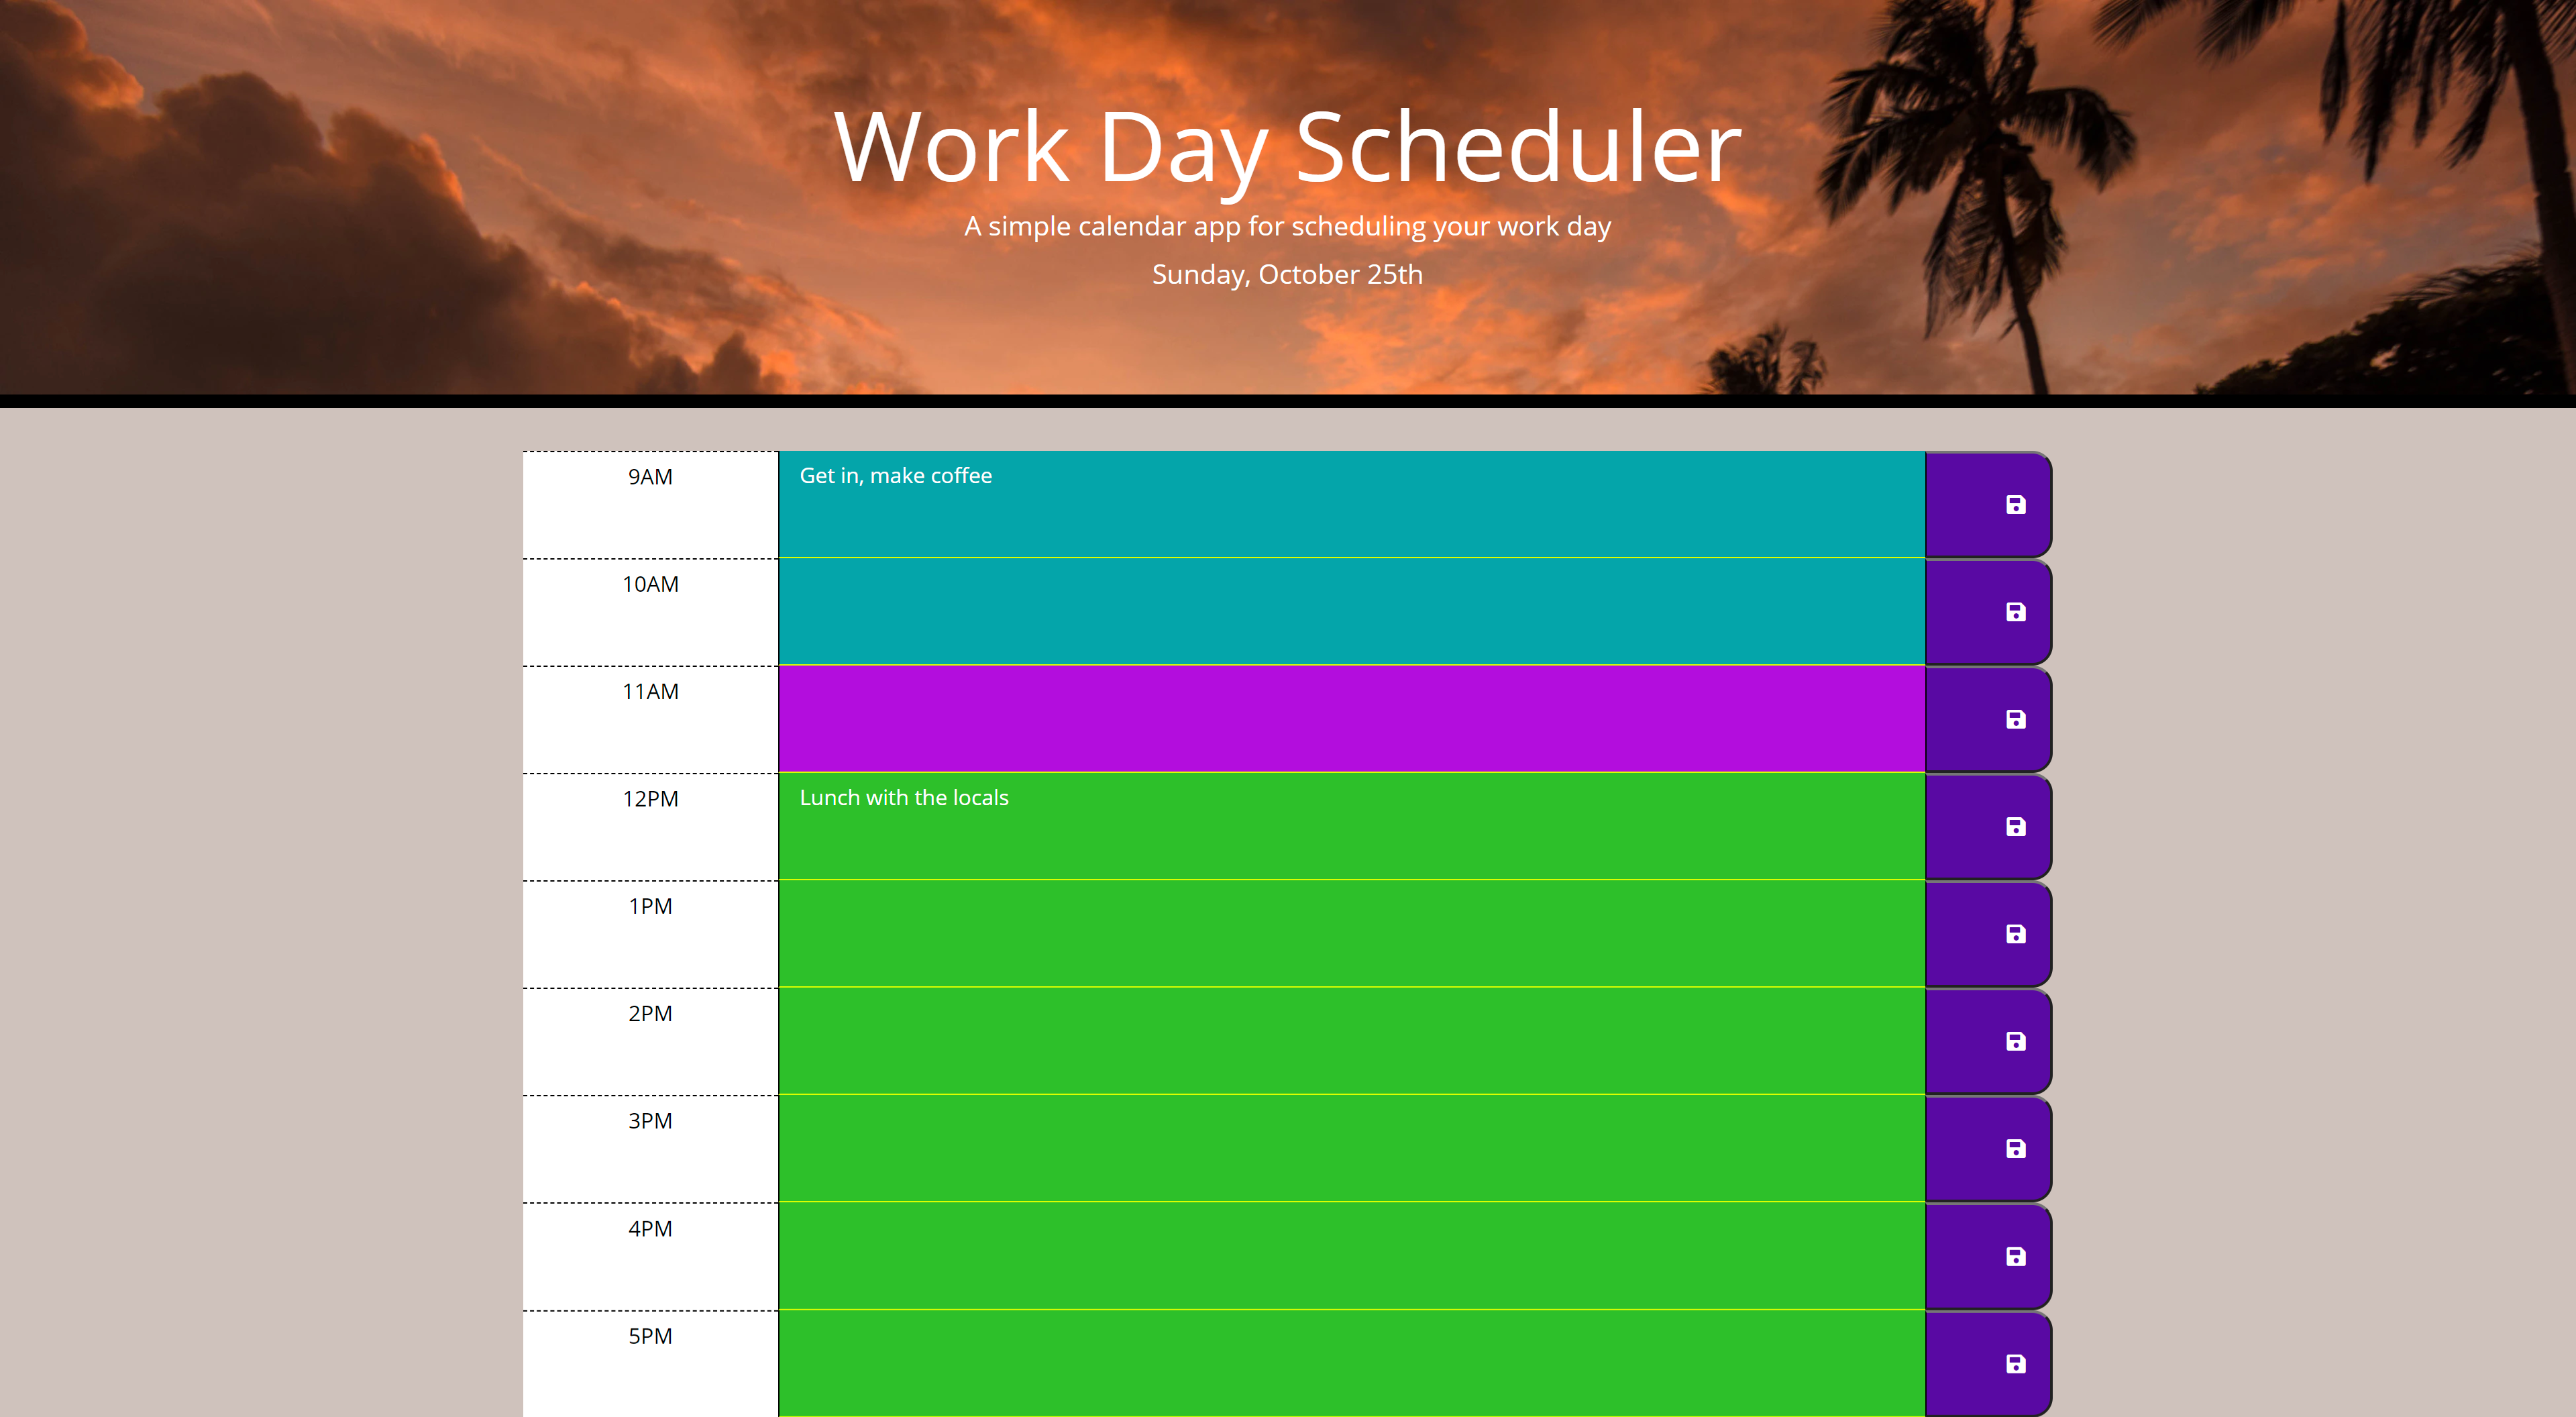 Work Day Scheduler
A simple calendar app for scheduling your work day
Sunday, October 25th
9AM
Get in, make coffee
10AM
11AM
12PM
Lunch with the locals
1PM
2PM
3PM
4PM
5PM